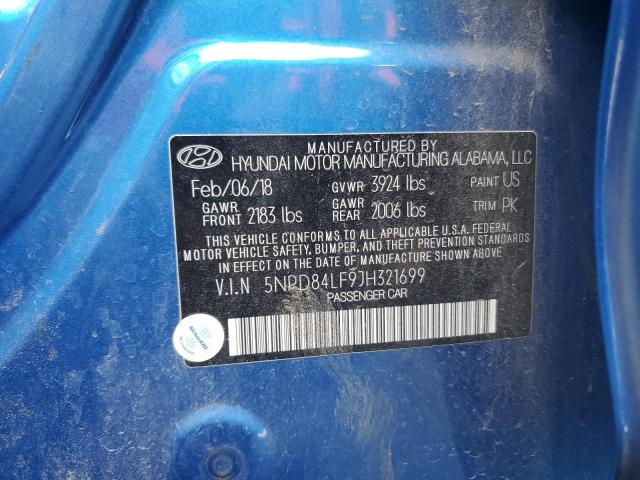 MANUFACTURED BY
HYUNDAI MOTOR MANUFACTURING ALABAMA, LLC
Feb/06/18 GVWR 3924 lbs PAINT US
GAWR FRONT 2183 lbs GAWR REAR 2006 lbs TRIM PK
THIS VEHICLE CONFORMS TO ALL APPLICABLE U.S.A. FEDERAL
MOTOR VEHICLE SAFETY, BUMPER, AND THEFT PREVENTION STANDARDS
IN EFFECT ON THE DATE OF MANUFACTURE SHOWN ABOVE
V.I.N 5NPD84LF9JH321699
PASSENGER CAR